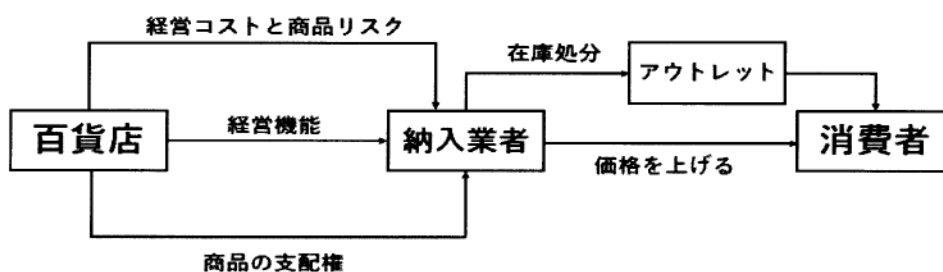 経営コストと商品リスク
在庫処分
アウトレット
百貨店
経営機能
納入業者
消費者
価格を上げる
商品の支配権